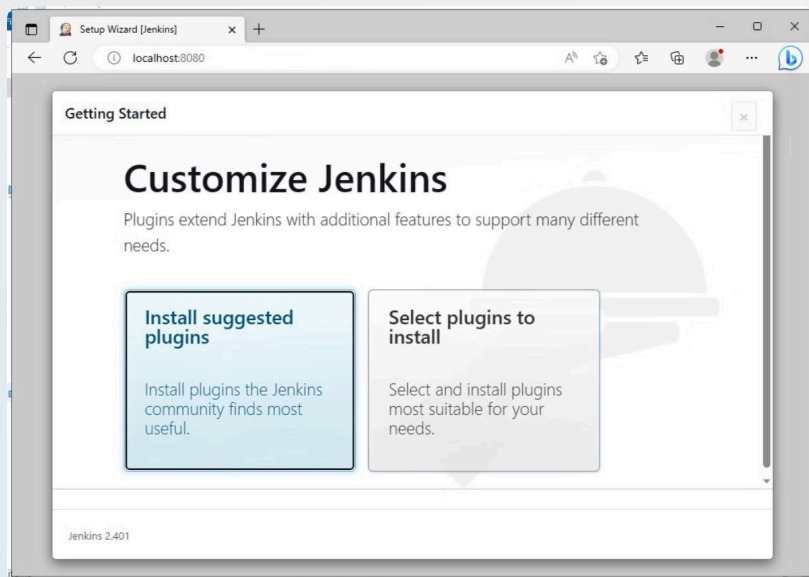 Setup Wizard [Jenkins]
localhost:8080
Getting Started
Customize Jenkins
Plugins extend Jenkins with additional features to support many different
needs.
Install suggested
plugins
Install plugins the Jenkins
community finds most
useful.
Select plugins to
install
Select and install plugins
most suitable for your
needs.
Jenkins 2.401